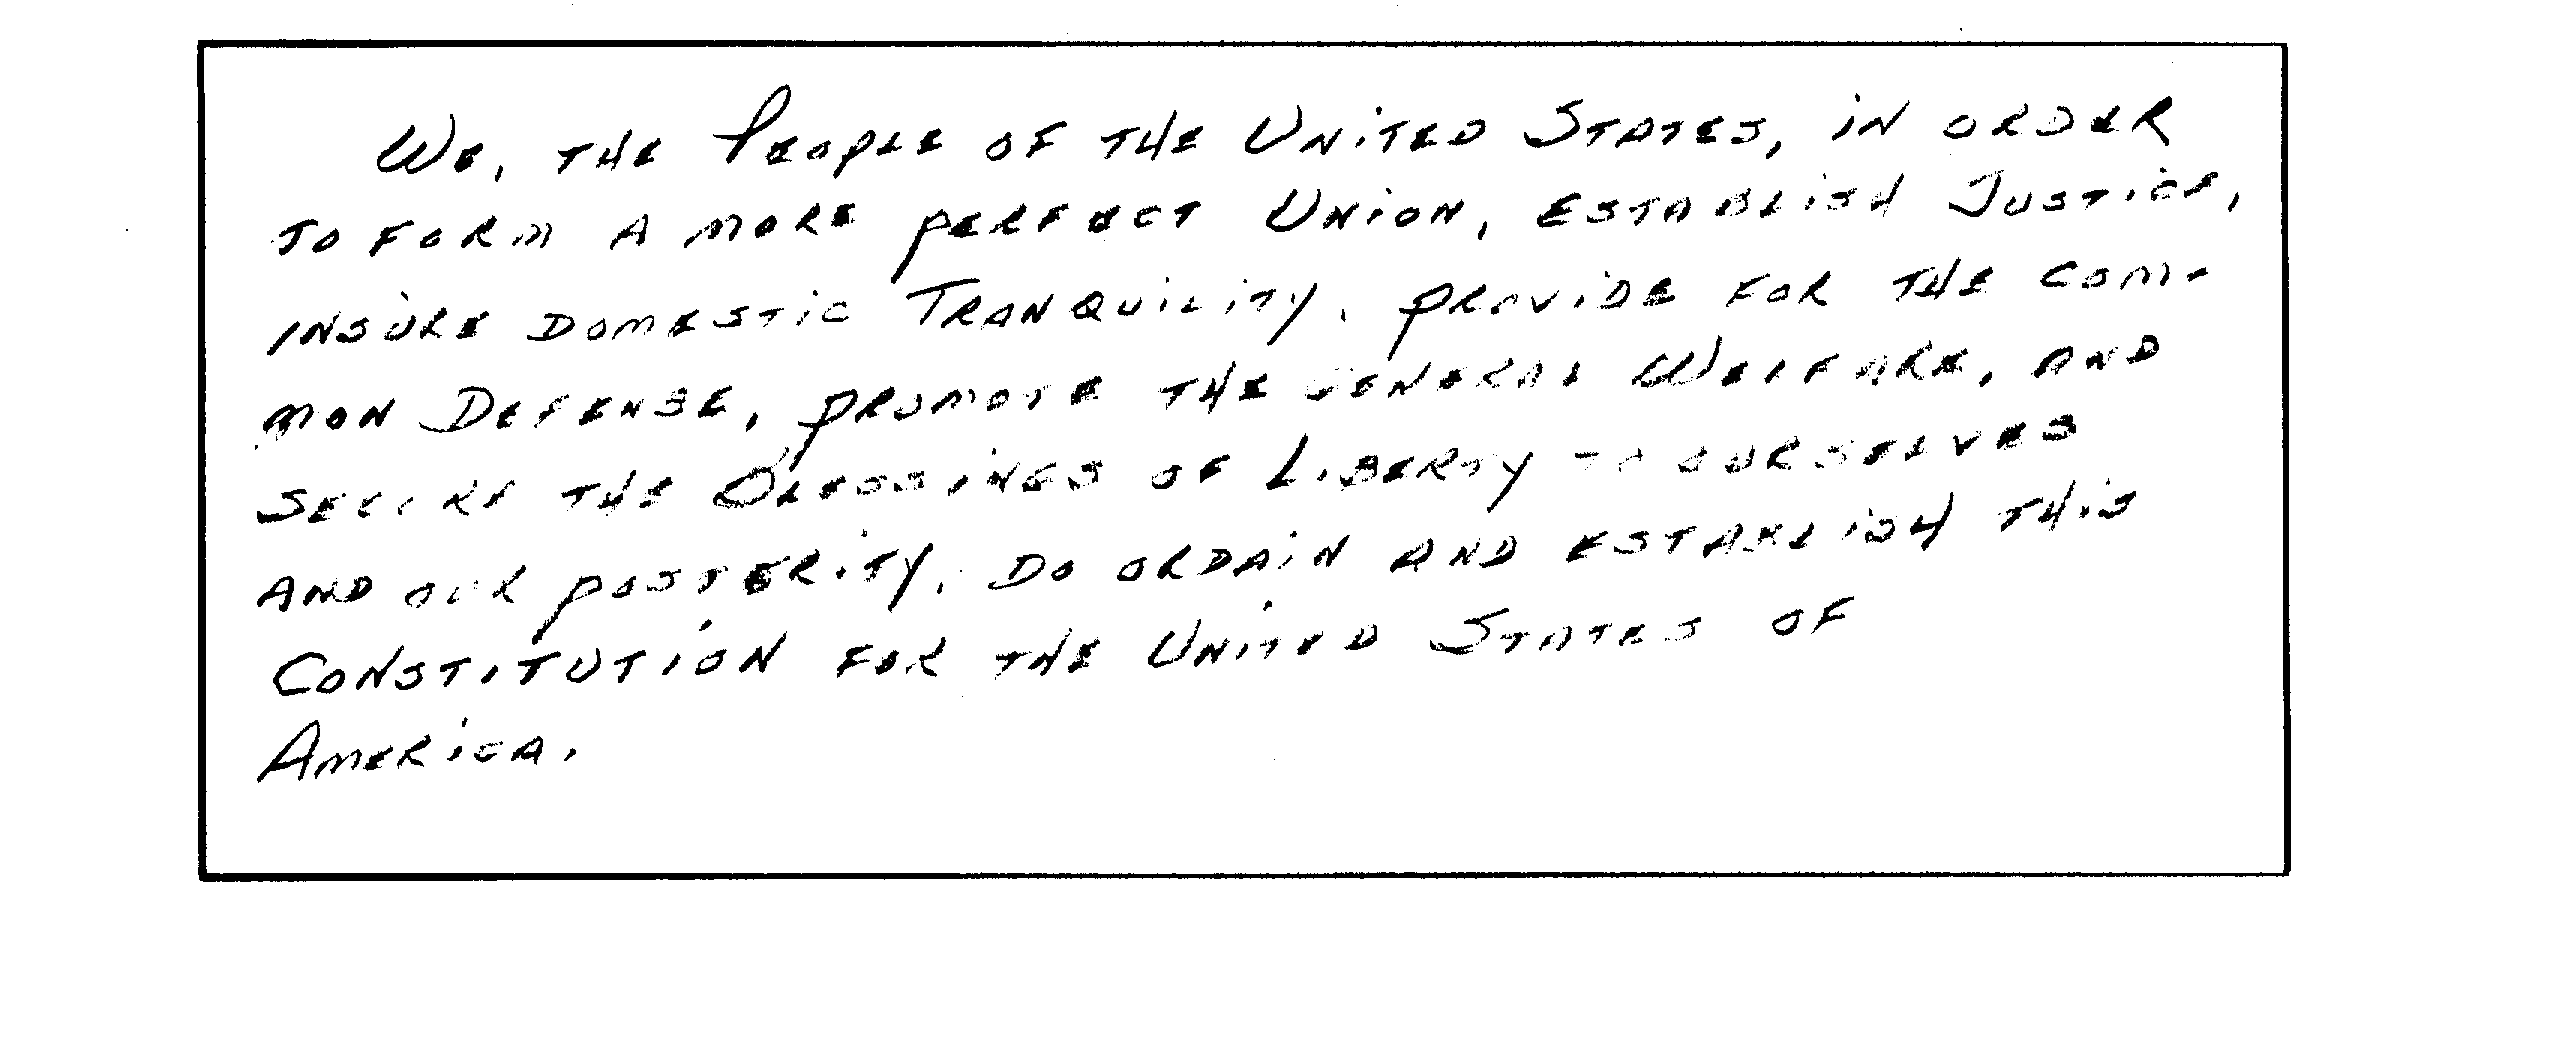 We, the People of the United States, in order
to form a more perfect Union, establish Justice,
insure domestic Tranquility, provide for the com-
mon Defense, promote the general Welfare, and
secure the Blessings of Liberty to ourselves
and our posterity, do ordain and establish this
Constitution for the United States of
America.